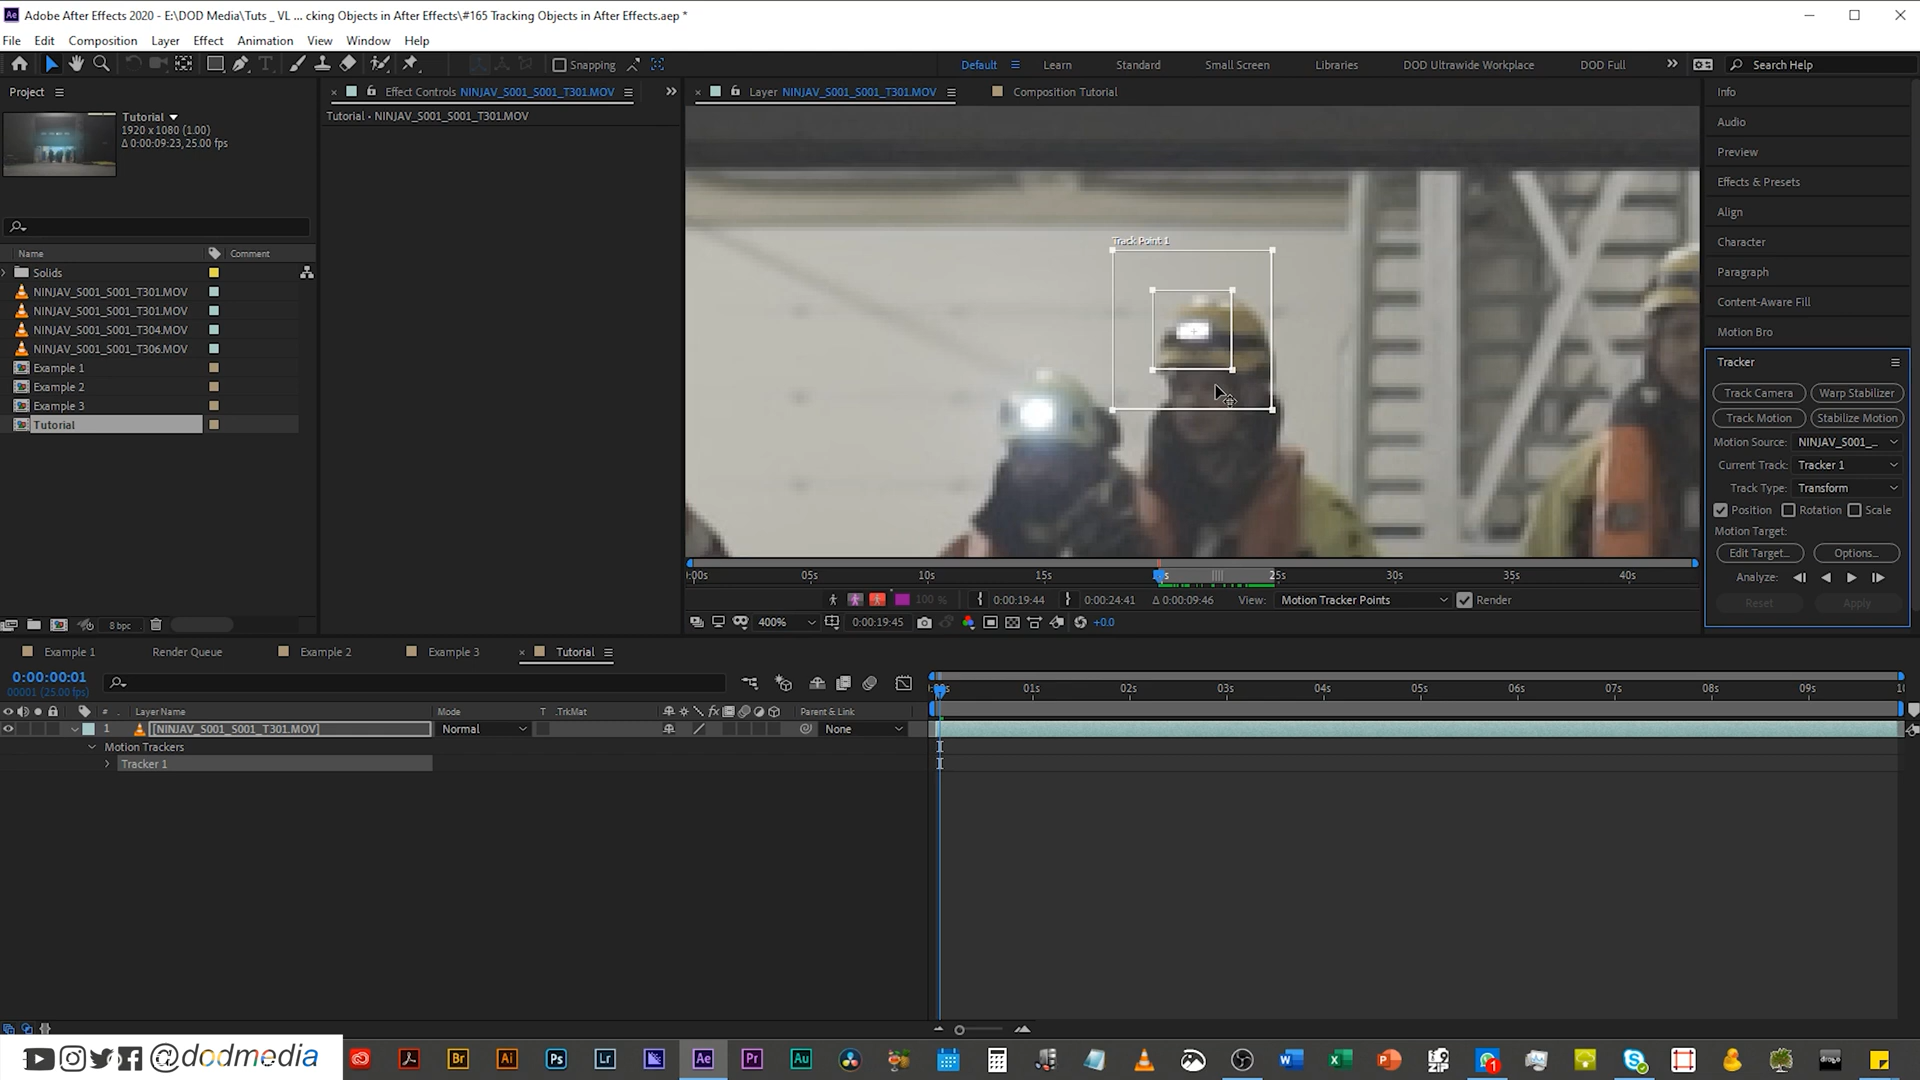 Adobe After Effects 2020 - E:\DOD Media\Tuts _ VL ... cking Objects in After Effects\#165 Tracking Objects in After Effects.aep *
File Edit Composition Layer Effect Animation View Window Help
Snapping
Default Learn Standard Small Screen Libraries DOD Ultrawide Workplace DOD Full Search Help
Project
Tutorial
1920 x 1080 (1.00)
Δ 0:00:09:23, 25.00 fps
Name Comment
Solids
NINJAV_S001_S001_T301.MOV
NINJAV_S001_S001_T301.MOV
NINJAV_S001_S001_T304.MOV
NINJAV_S001_S001_T306.MOV
Example 1
Example 2
Example 3
Tutorial
8 bpc
Effect Controls NINJAV_S001_S001_T301.MOV
Tutorial • NINJAV_S001_S001_T301.MOV
Layer NINJAV_S001_S001_T301.MOV Composition Tutorial
Track Point 1
05s 10s 15s 25s 30s 35s 40s
100 % 0:00:19:44 0:00:24:41 Δ 0:00:09:46 View: Motion Tracker Points Render
400% 0:00:19:45 +0.0
Info
Audio
Preview
Effects & Presets
Align
Character
Paragraph
Content-Aware Fill
Motion Bro
Tracker
Track Camera Warp Stabilizer
Track Motion Stabilize Motion
Motion Source: NINJAV_S001_...
Current Track: Tracker 1
Track Type: Transform
Position Rotation Scale
Motion Target:
Edit Target... Options...
Analyze:
Reset Apply
Example 1 Render Queue Example 2 Example 3 Tutorial
0:00:00:01
00001 (25.00 fps)
01s 02s 03s 04s 05s 06s 07s 08s 09s
# Layer Name Mode T .TrkMat Parent & Link
1 [NINJAV_S001_S001_T301.MOV] Normal None
Motion Trackers
Tracker 1
@dodmedia
Br Ai Ps Lr Ae Pr Au